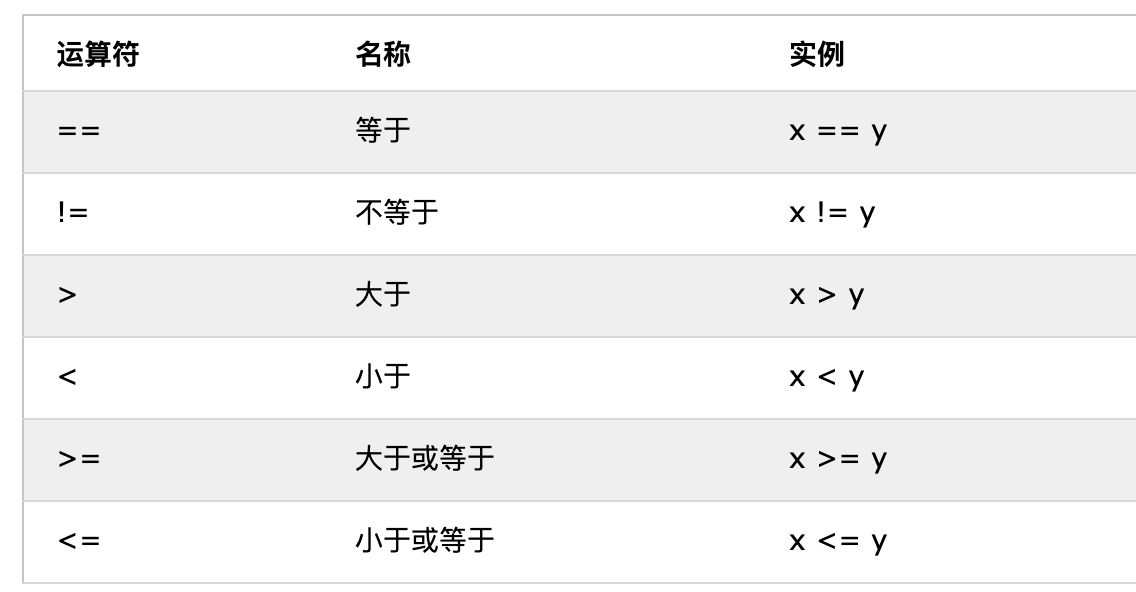 运算符 名称 实例
== 等于 x == y
!= 不等于 x != y
> 大于 x > y
< 小于 x < y
>= 大于或等于 x >= y
<= 小于或等于 x <= y